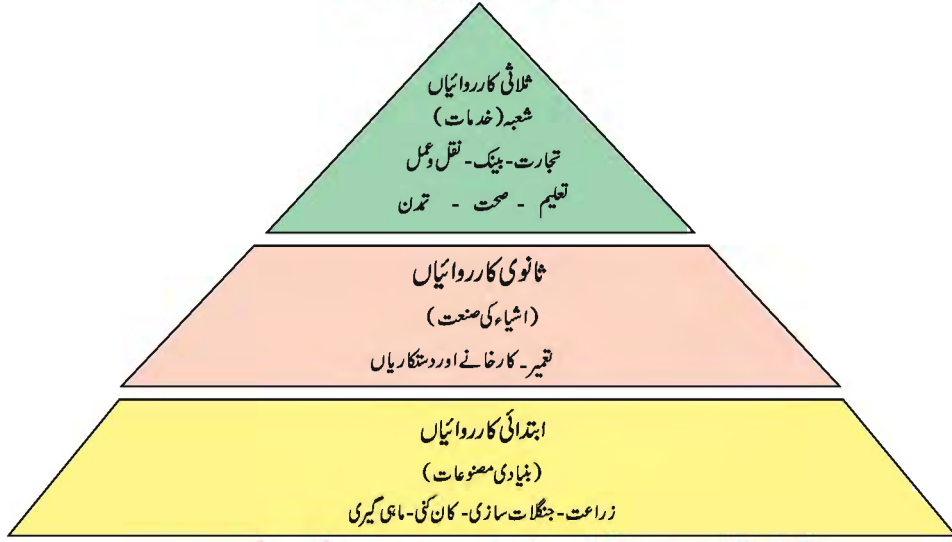 ثلاثی کارروائیاں
شعبہ (خدمات)
تجارت - بینک - نقل و عمل
تعلیم - صحت - تمدن
ثانوی کارروائیاں
(اشیاء کی صنعت)
تعمیر - کارخانے اور دستکاریاں
ابتدائی کارروائیاں
(بنیادی مصنوعات)
زراعت - جنگلات سازی - کان کنی - ماہی گیری